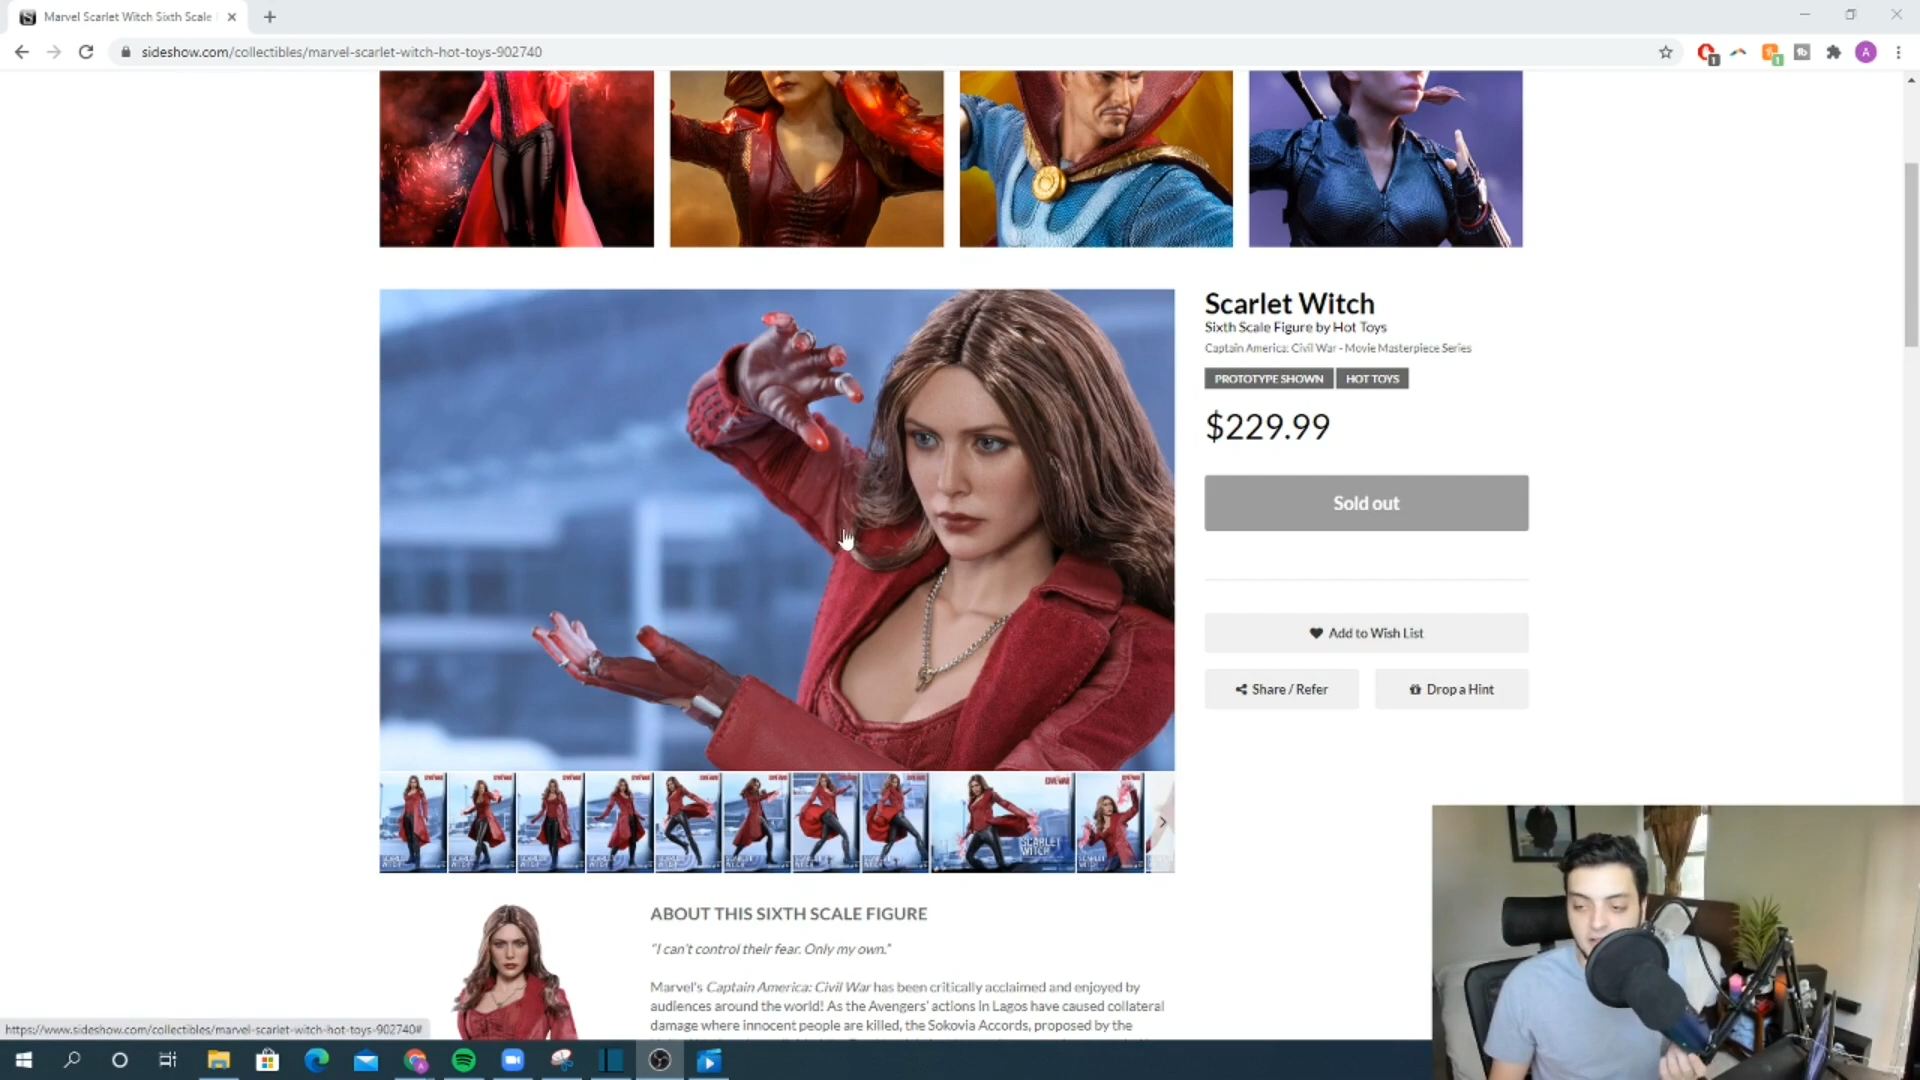 Marvel Scarlet Witch Sixth Scale
sideshow.com/collectibles/marvel-scarlet-witch-hot-toys-902740
Scarlet Witch
Sixth Scale Figure by Hot Toys
Captain America: Civil War - Movie Masterpiece Series
PROTOTYPE SHOWN
HOT TOYS
$229.99
Sold out
Add to Wish List
Share / Refer
Drop a Hint
SCARLET
WITCH
ABOUT THIS SIXTH SCALE FIGURE
"I can't control their fear. Only my own."
Marvel's Captain America: Civil War has been critically acclaimed and enjoyed by
audiences around the world! As the Avengers' actions in Lagos have caused collateral
damage where innocent people are killed, the Sokovia Accords, proposed by the
https://www.sideshow.com/collectibles/marvel-scarlet-witch-hot-toys-902740#